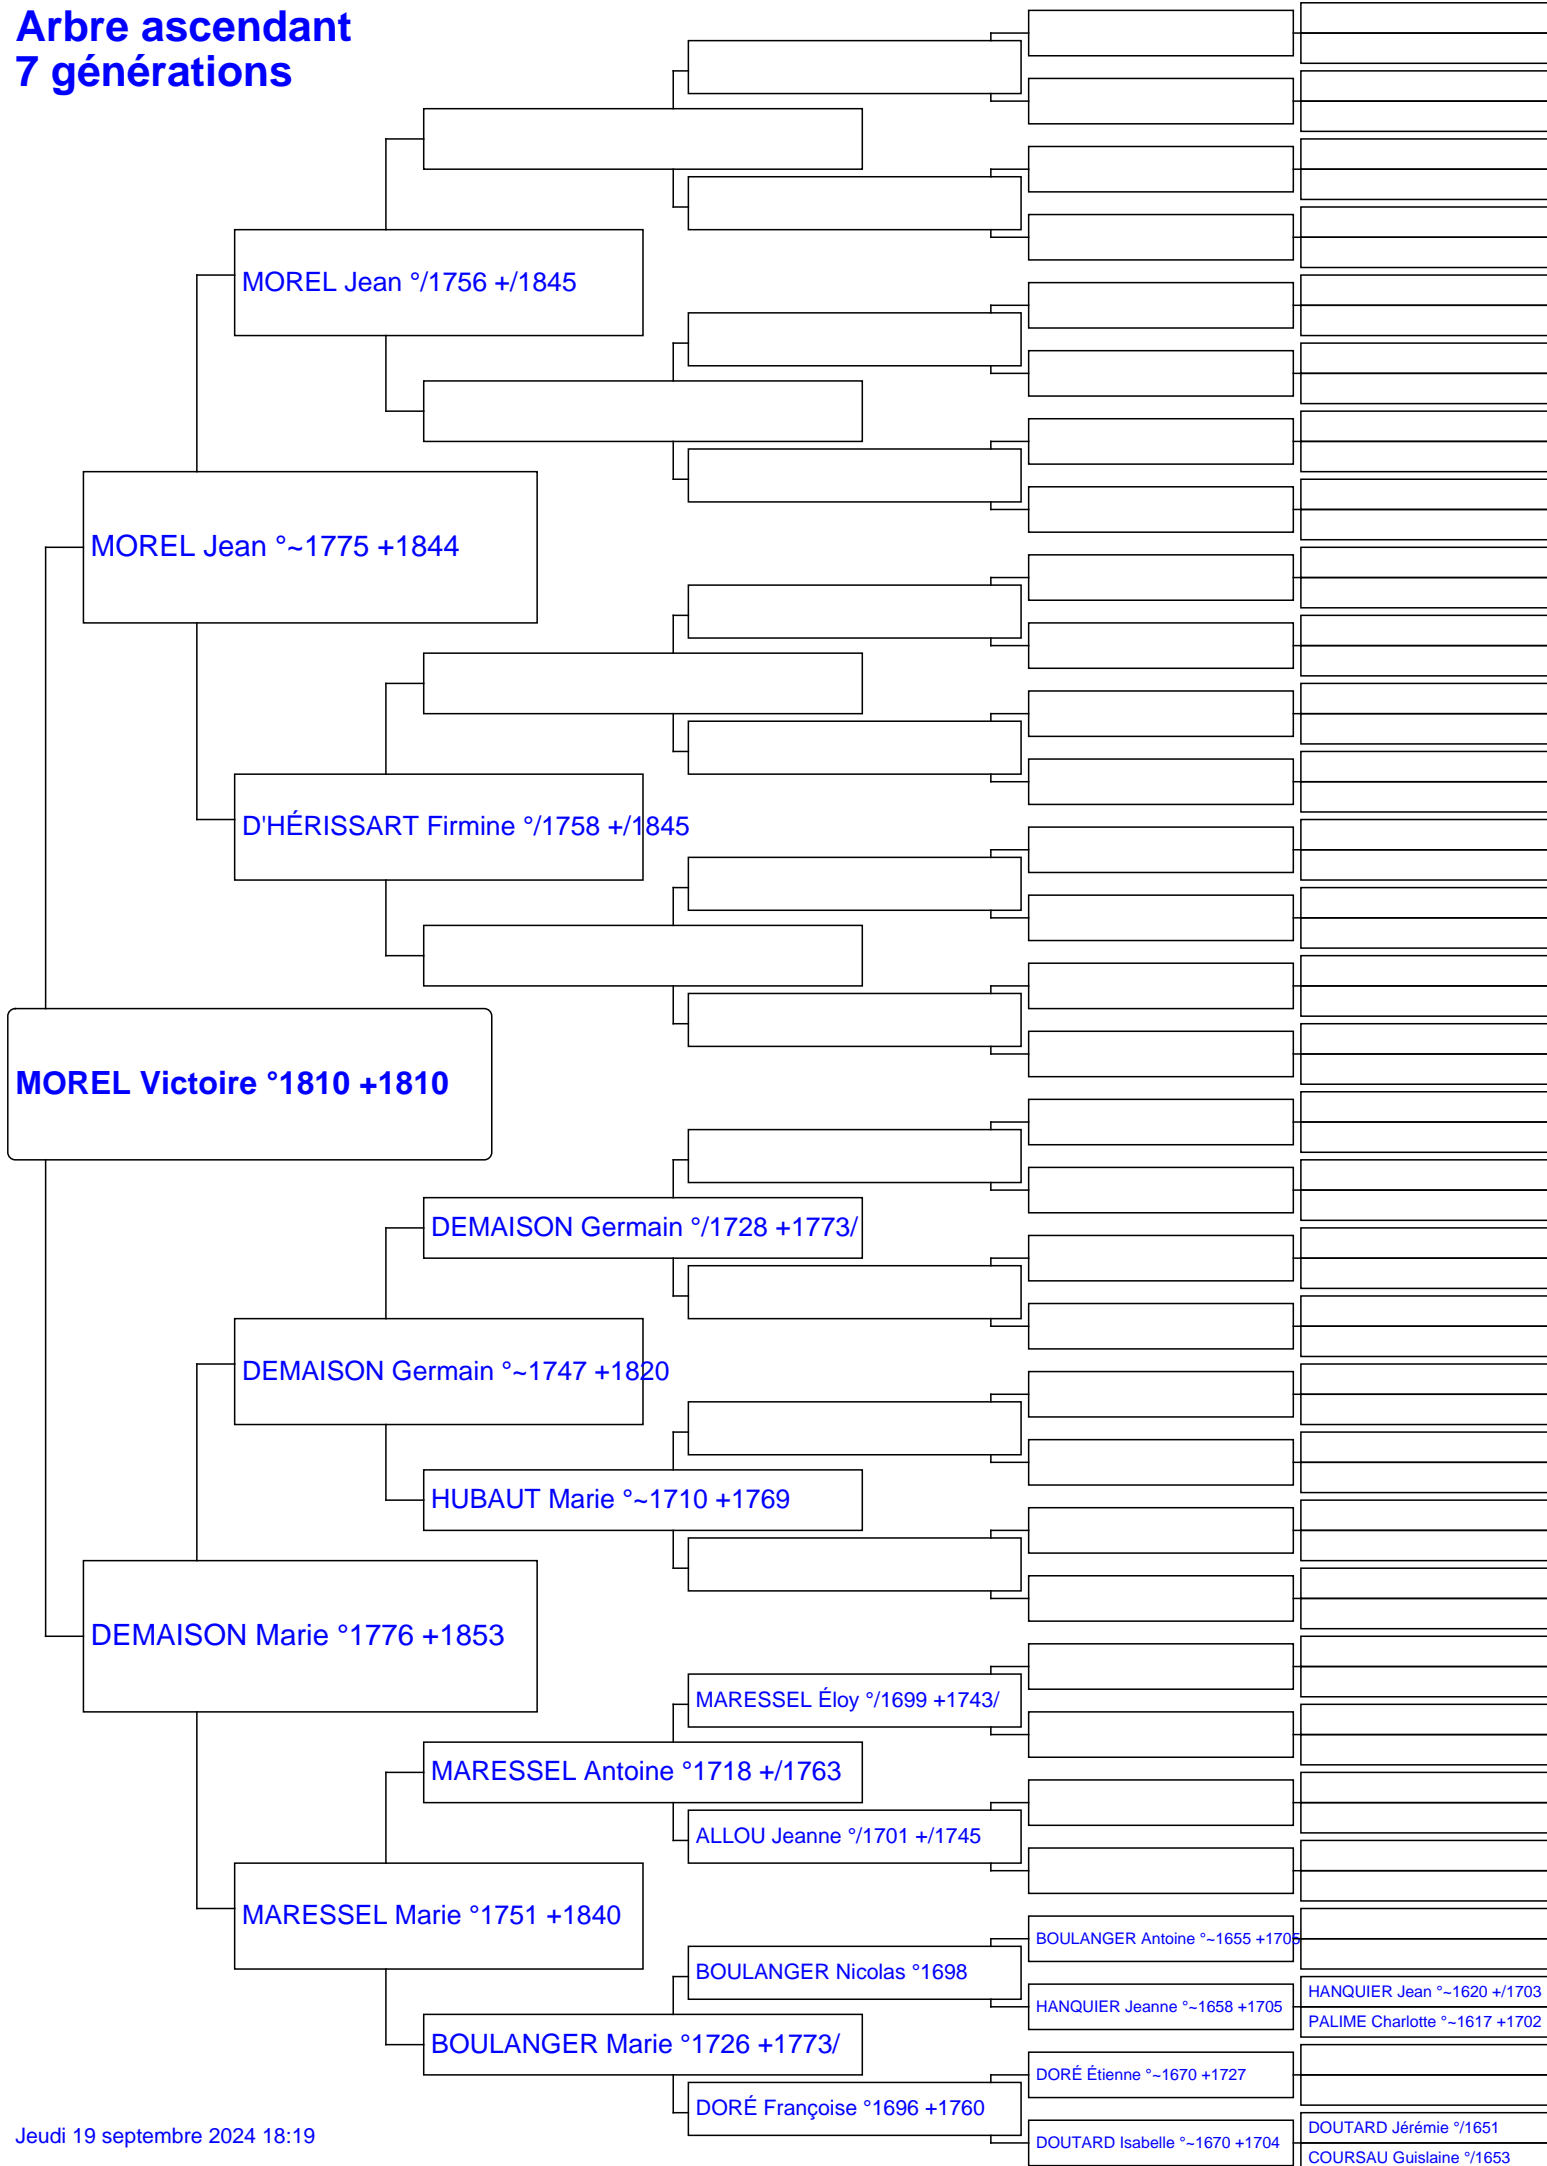 Arbre ascendant
7 générations
MOREL Jean °/1756 +/1845
MOREL Jean °~1775 +1844
D'HÉRISSART Firmine °/1758 +/1845
MOREL Victoire °1810 +1810
DEMAISON Germain °/1728 +1773/
DEMAISON Germain °~1747 +1820
HUBAUT Marie °~1710 +1769
DEMAISON Marie °1776 +1853
MARESSEL Éloy °/1699 +1743/
MARESSEL Antoine °1718 +/1763
ALLOU Jeanne °/1701 +/1745
MARESSEL Marie °1751 +1840
BOULANGER Antoine °~1655 +1705
BOULANGER Nicolas °1698
HANQUIER Jean °~1620 +/1703
HANQUIER Jeanne °~1658 +1705
PALIME Charlotte °~1617 +1702
BOULANGER Marie °1726 +1773/
DORÉ Étienne °~1670 +1727
DORÉ Françoise °1696 +1760
DOUTARD Jérémie °/1651
DOUTARD Isabelle °~1670 +1704
COURSAU Guislaine °/1653
Jeudi 19 septembre 2024 18:19